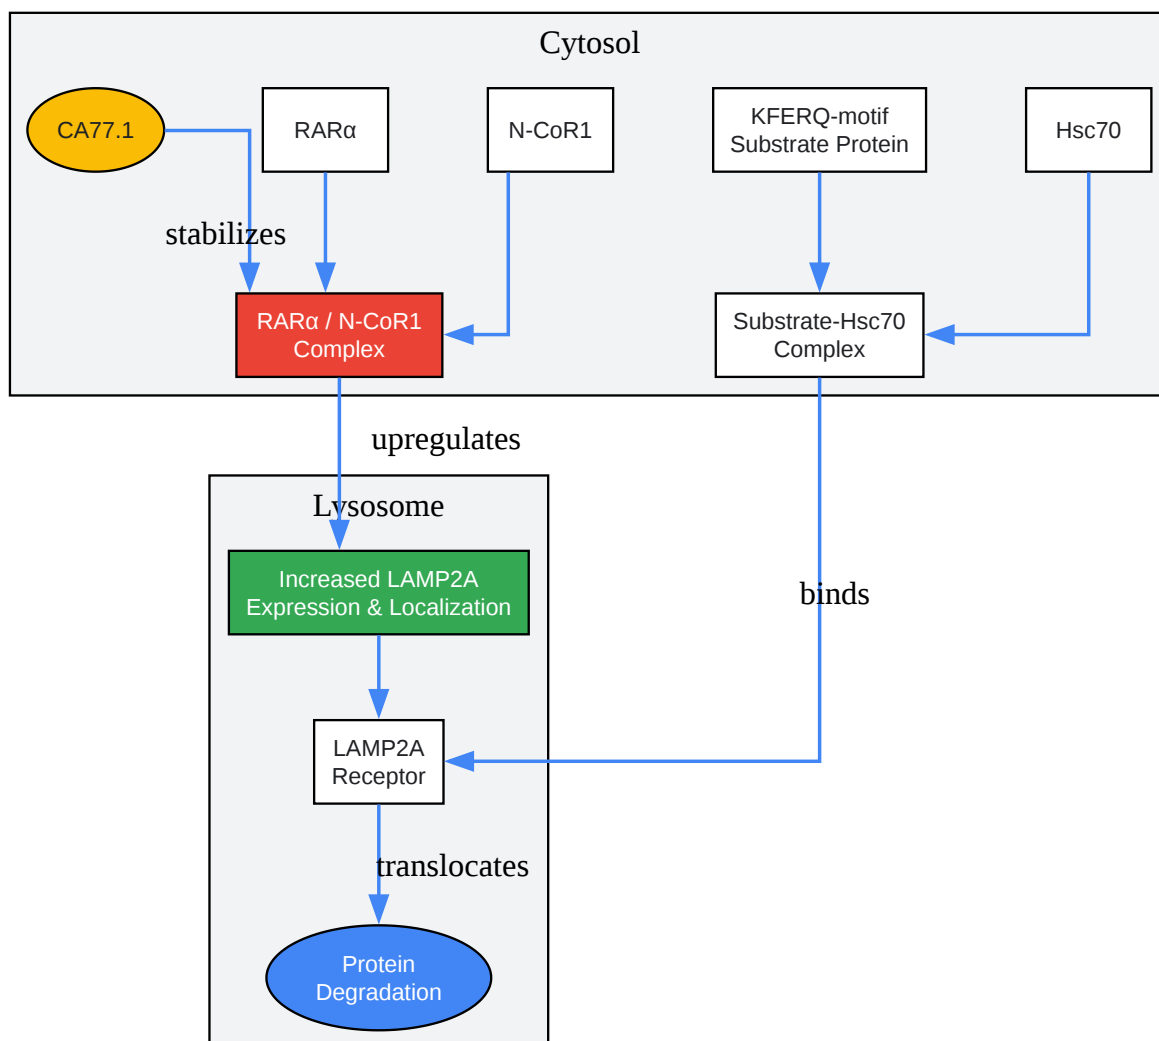 Cytosol
CA77.1
RARα
N-CoR1
KFERQ-motif
Substrate Protein
Hsc70
stabilizes
RARα / N-CoR1
Complex
Substrate-Hsc70
Complex
upregulates
Lysosome
Increased LAMP2A
Expression & Localization
binds
LAMP2A
Receptor
translocates
Protein
Degradation